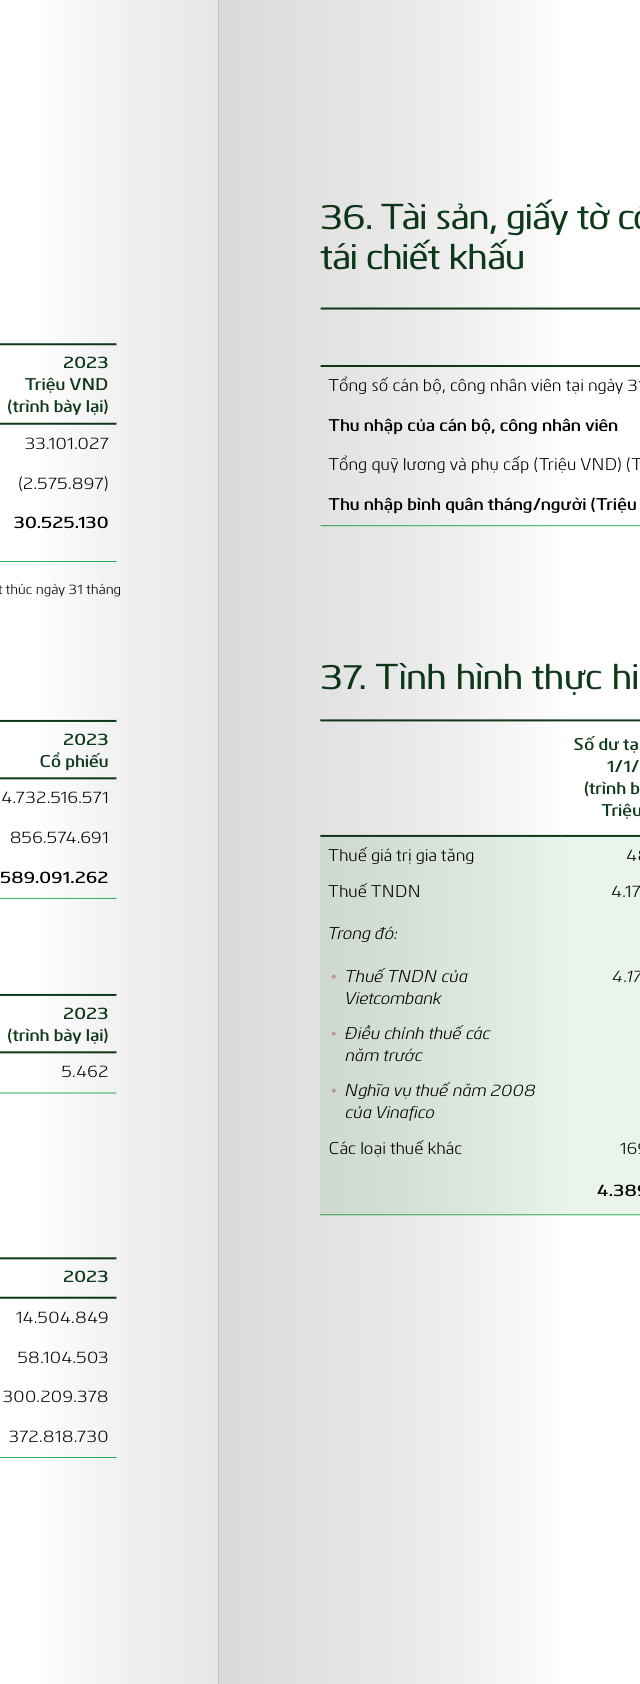 2023
Triệu VND
(trình bày lại)
33.101.027
(2.575.897)
30.525.130
thúc ngày 31 tháng
2023
Cổ phiếu
4.732.516.571
856.574.691
589.091.262
2023
(trình bày lại)
5.462
2023
14.504.849
58.104.503
300.209.378
372.818.730
36. Tài sản, giấy tờ có
tái chiết khấu
Tổng số cán bộ, công nhân viên tại ngày 31
Thu nhập của cán bộ, công nhân viên
Tổng quỹ lương và phụ cấp (Triệu VND) (T
Thu nhập bình quân tháng/người (Triệu
37. Tình hình thực hi
Số dư tạ
1/1/
(trình b
Triệu
Thuế giá trị gia tăng 48
Thuế TNDN 4.17
Trong đó:
• Thuế TNDN của 4.17
Vietcombank
• Điều chỉnh thuế các
năm trước
• Nghĩa vụ thuế năm 2008
của Vinafico
Các loại thuế khác 169
4.389